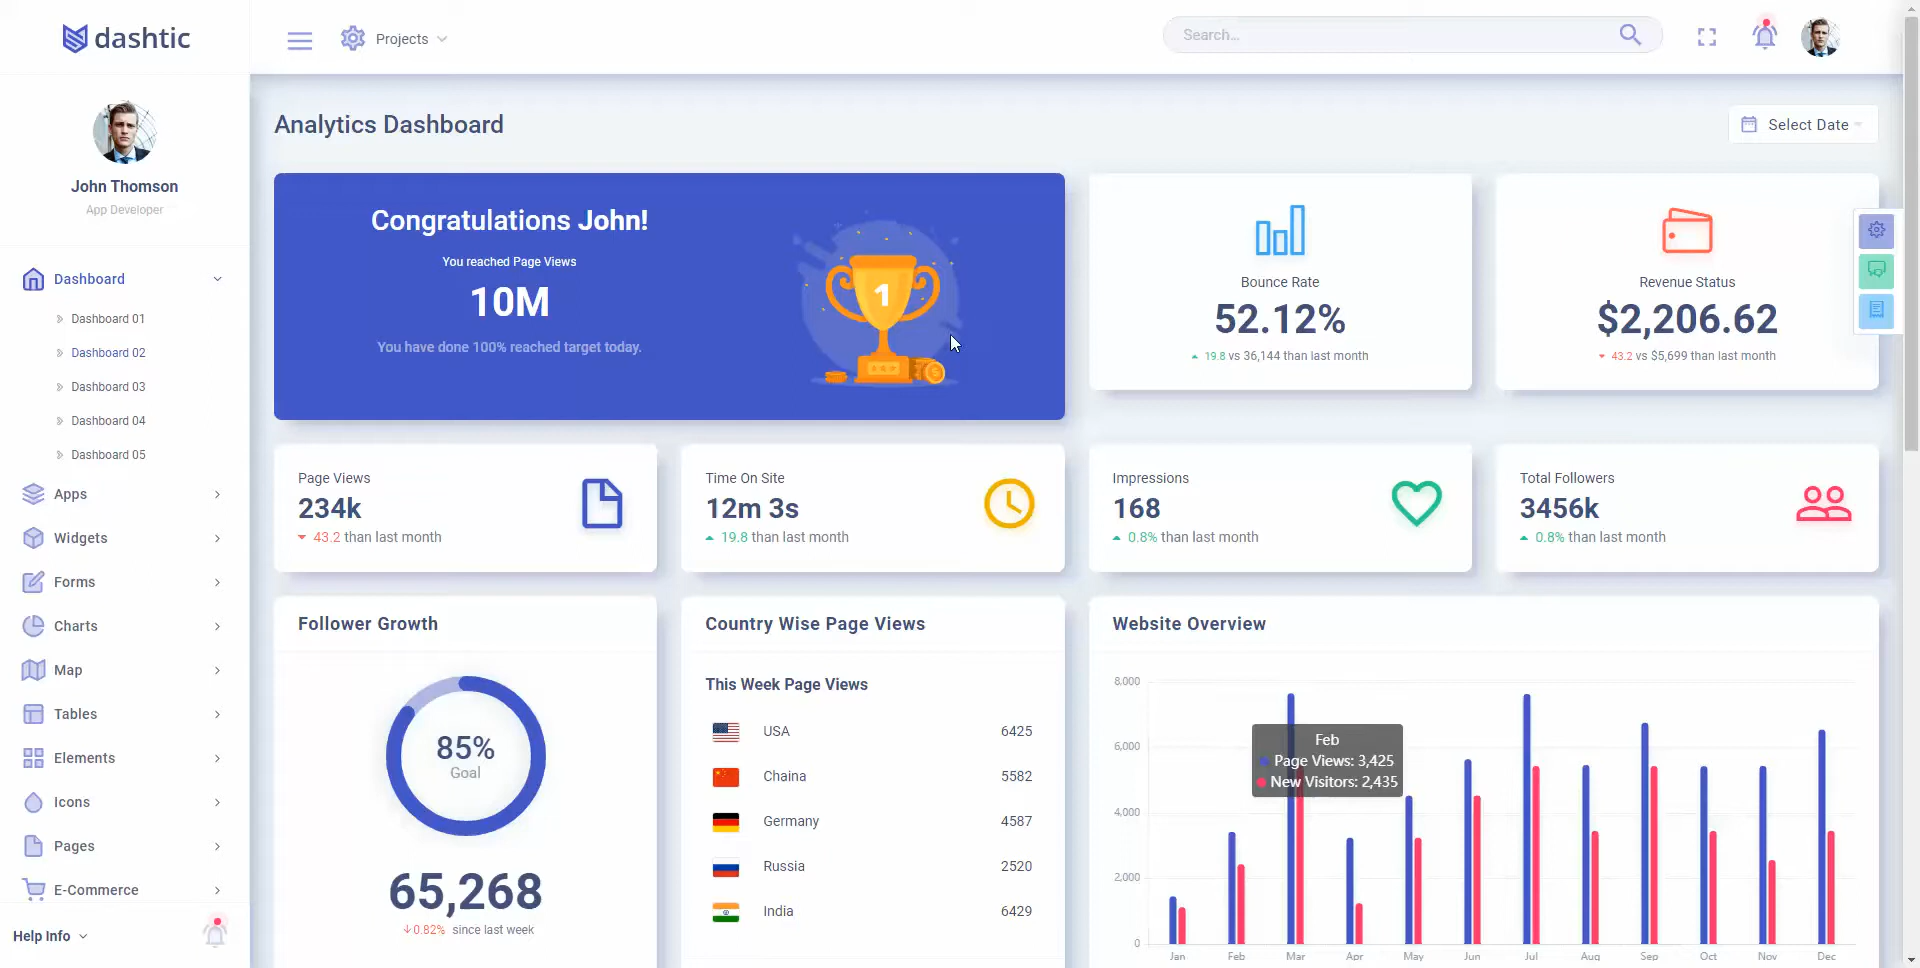 dashtic
Projects
Search...
John Thomson
App Developer
Dashboard
Dashboard 01
Dashboard 02
Dashboard 03
Dashboard 04
Dashboard 05
Apps
Widgets
Forms
Charts
Map
Tables
Elements
Icons
Pages
E-Commerce
Help Info
Analytics Dashboard
Select Date
Congratulations John!
You reached Page Views
10M
You have done 100% reached target today.
1
Bounce Rate
52.12%
19.8 vs 36,144 than last month
Revenue Status
$2,206.62
43.2 vs $5,699 than last month
Page Views
234k
43.2 than last month
Time On Site
12m 3s
19.8 than last month
Impressions
168
0.8% than last month
Total Followers
3456k
0.8% than last month
Follower Growth
85%
Goal
65,268
0.82% since last week
Country Wise Page Views
This Week Page Views
USA 6425
Chaina 5582
Germany 4587
Russia 2520
India 6429
Website Overview
8,000
6,000
4,000
2,000
0
Feb
Page Views: 3,425
New Visitors: 2,435
Jan Feb Mar Apr May Jun Jul Aug Sep Oct Nov Dec